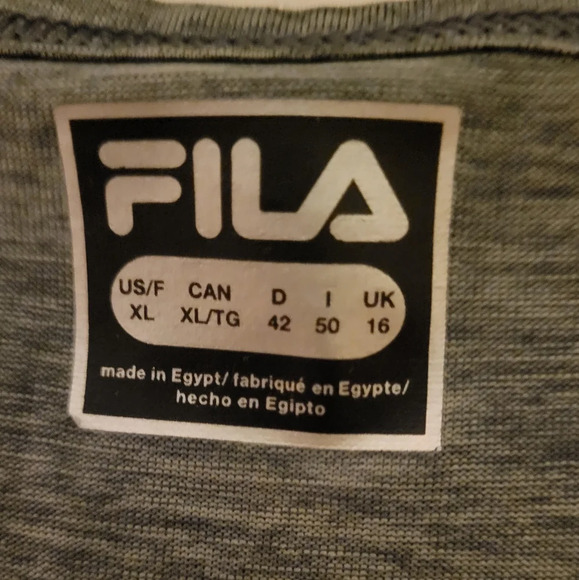 FILA
US/F CAN D I UK
XL XL/TG 42 50 16
made in Egypt/ fabriqué en Egypte/
hecho en Egipto